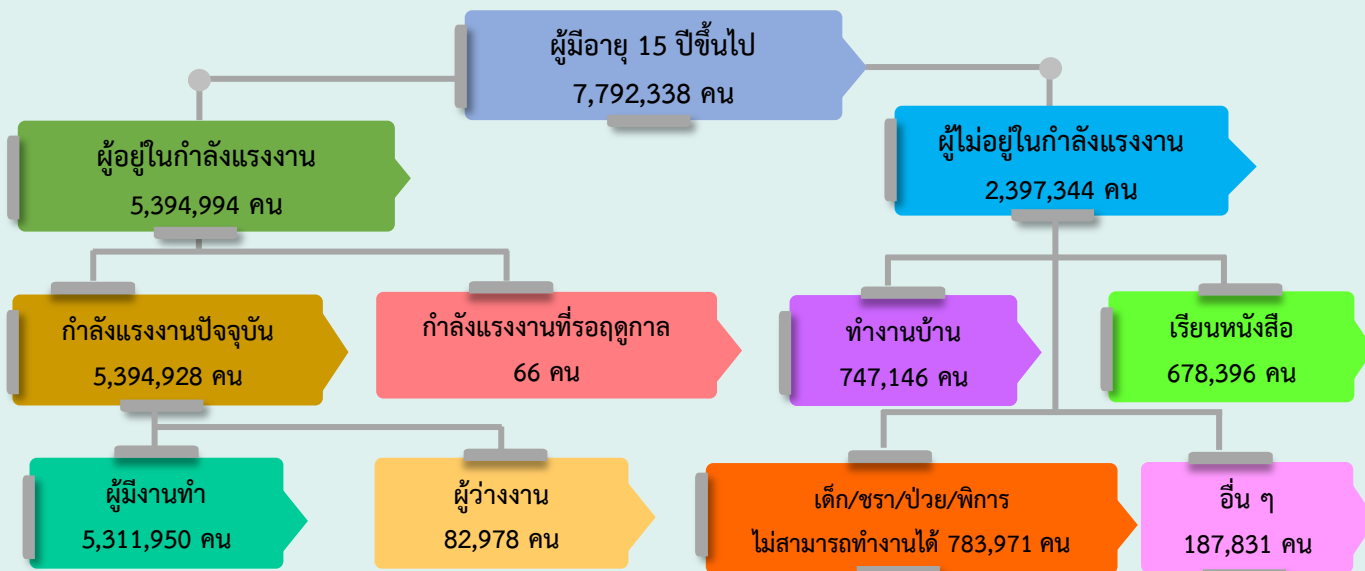 ผู้มีอายุ 15 ปีขึ้นไป
7,792,338 คน
ผู้อยู่ในกำลังแรงงาน
5,394,994 คน
ผู้ไม่อยู่ในกำลังแรงงาน
2,397,344 คน
กำลังแรงงานปัจจุบัน
5,394,928 คน
กำลังแรงงานที่รอฤดูกาล
66 คน
ทำงานบ้าน
747,146 คน
เรียนหนังสือ
678,396 คน
ผู้มีงานทำ
5,311,950 คน
ผู้ว่างงาน
82,978 คน
เด็ก/ชรา/ป่วย/พิการ
ไม่สามารถทำงานได้ 783,971 คน
อื่น ๆ
187,831 คน